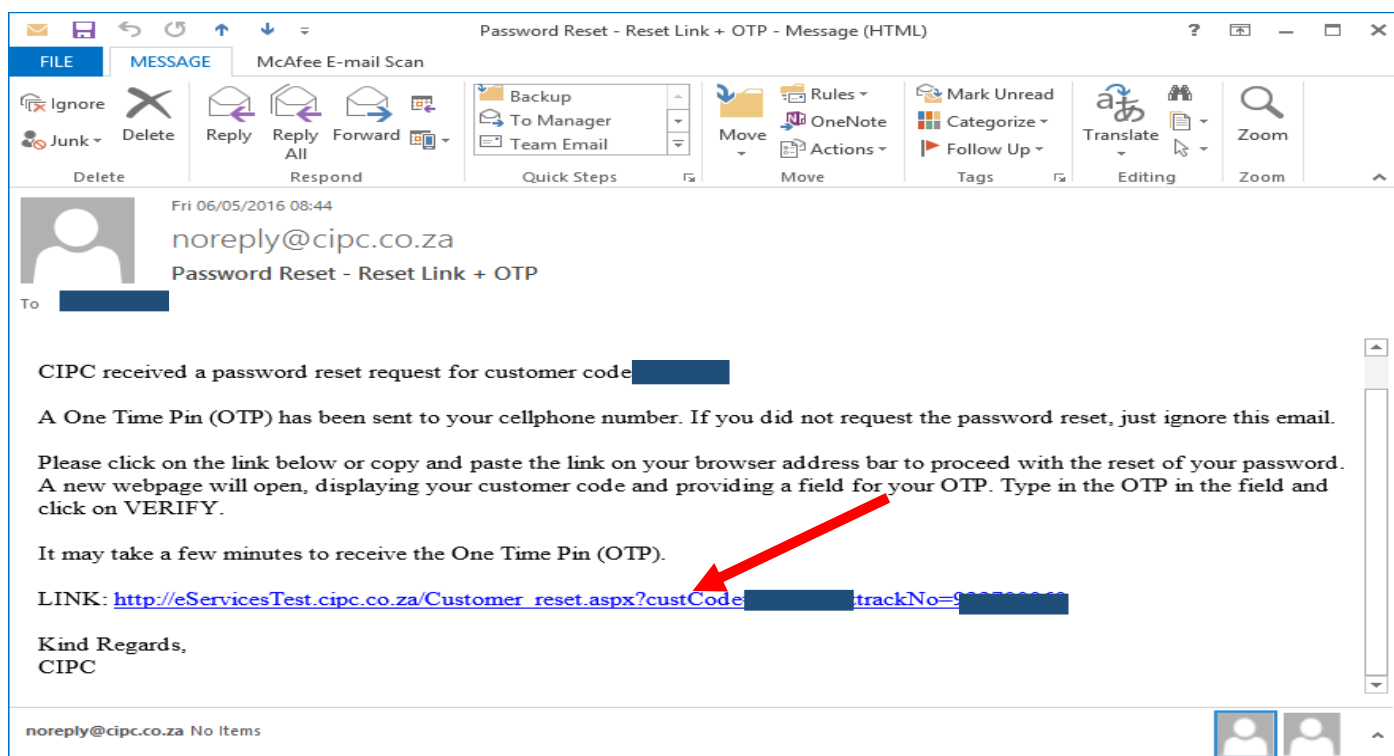 Password Reset - Reset Link + OTP - Message (HTML)
FILE MESSAGE McAfee E-mail Scan
Ignore
Junk
Delete
Reply
Reply All
Forward
Backup
To Manager
Team Email
Move
Rules
OneNote
Actions
Mark Unread
Categorize
Follow Up
Translate
Zoom
Delete Respond Quick Steps Move Tags Editing Zoom
Fri 06/05/2016 08:44
noreply@cipc.co.za
Password Reset - Reset Link + OTP
To
CIPC received a password reset request for customer code
A One Time Pin (OTP) has been sent to your cellphone number. If you did not request the password reset, just ignore this email.
Please click on the link below or copy and paste the link on your browser address bar to proceed with the reset of your password.
A new webpage will open, displaying your customer code and providing a field for your OTP. Type in the OTP in the field and
click on VERIFY.
It may take a few minutes to receive the One Time Pin (OTP).
LINK: http://eServicesTest.cipc.co.za/Customer_reset.aspx?custCode= trackNo=
Kind Regards,
CIPC
noreply@cipc.co.za No Items